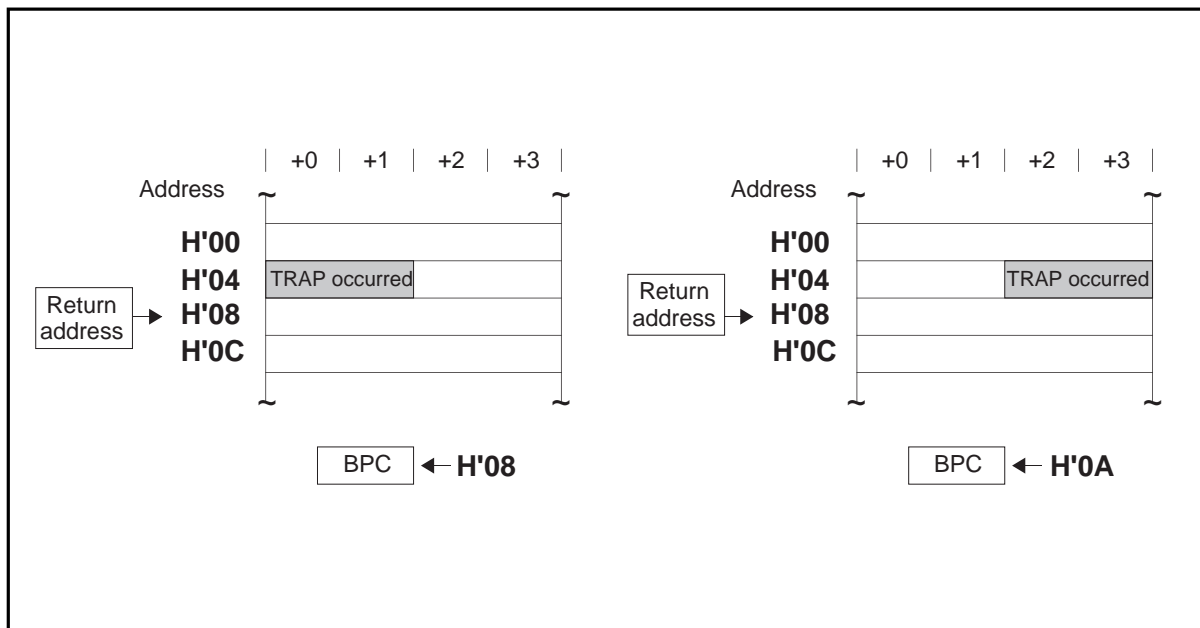 +0 +1 +2 +3
Address
~ ~
H'00
H'04 TRAP occurred
Return
address
H'08
H'0C
~ ~
BPC H'08
+0 +1 +2 +3
Address
~ ~
H'00
H'04 TRAP occurred
Return
address
H'08
H'0C
~ ~
BPC H'0A